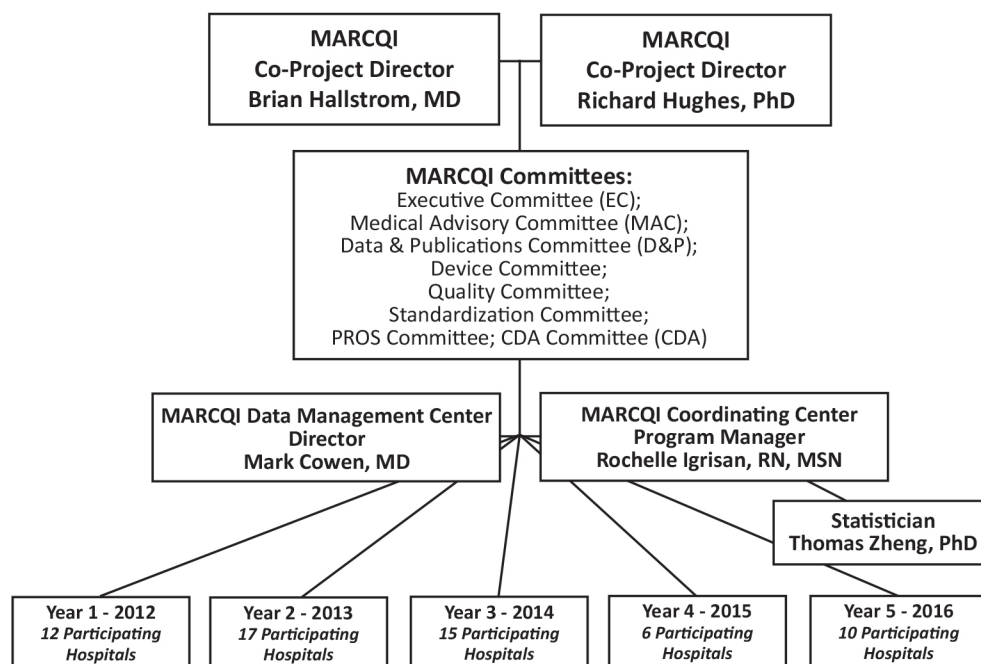 MARCQI
Co-Project Director
Brian Hallstrom, MD
MARCQI
Co-Project Director
Richard Hughes, PhD
MARCQI Committees:
Executive Committee (EC);
Medical Advisory Committee (MAC);
Data & Publications Committee (D&P);
Device Committee;
Quality Committee;
Standardization Committee;
PROS Committee; CDA Committee (CDA)
MARCQI Data Management Center
Director
Mark Cowen, MD
MARCQI Coordinating Center
Program Manager
Rochelle Igrisan, RN, MSN
Statistician
Thomas Zheng, PhD
Year 1 - 2012
12 Participating
Hospitals
Year 2 - 2013
17 Participating
Hospitals
Year 3 - 2014
15 Participating
Hospitals
Year 4 - 2015
6 Participating
Hospitals
Year 5 - 2016
10 Participating
Hospitals